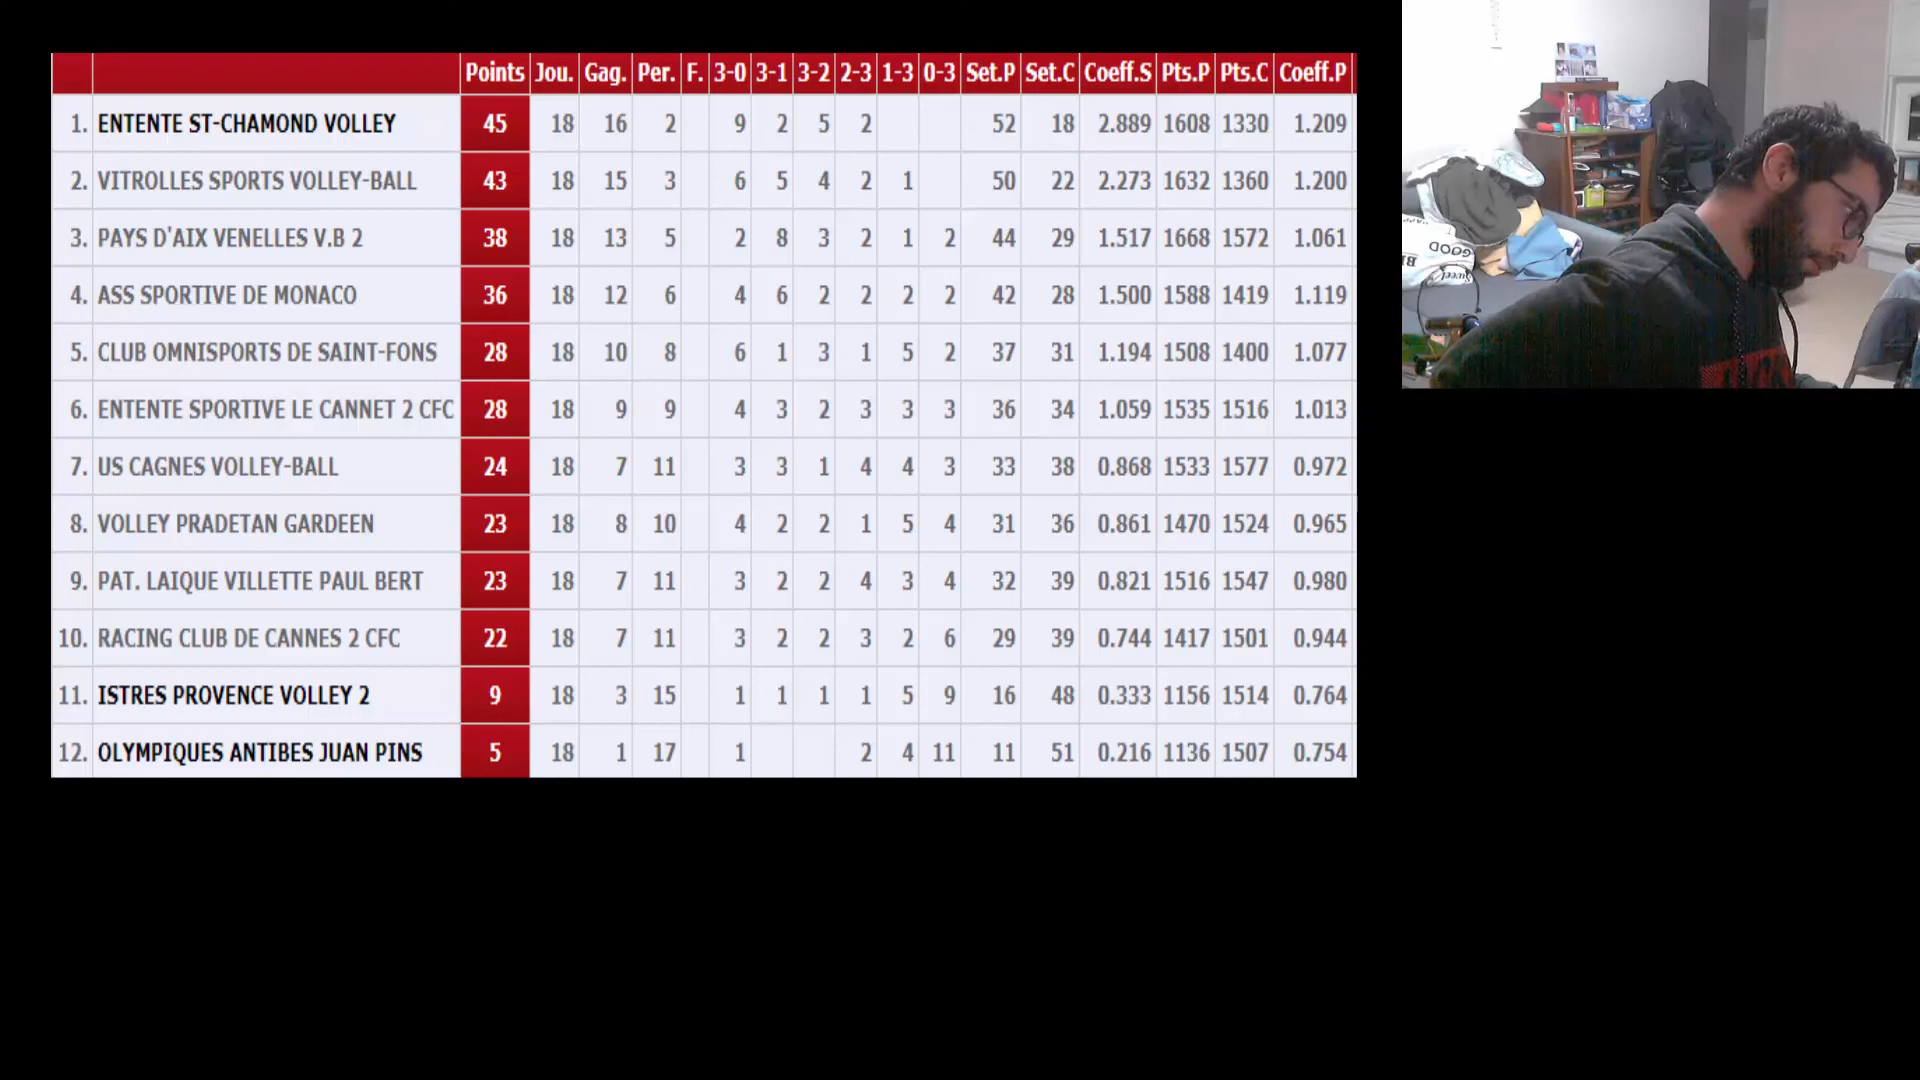 Points Jou. Gag. Per. F. 3-0 3-1 3-2 2-3 1-3 0-3 Set.P Set.C Coeff.S Pts.P Pts.C Coeff.P
1. ENTENTE ST-CHAMOND VOLLEY 45 18 16 2 9 2 5 2 52 18 2.889 1608 1330 1.209
2. VITROLLES SPORTS VOLLEY-BALL 43 18 15 3 6 5 4 2 1 50 22 2.273 1632 1360 1.200
3. PAYS D'AIX VENELLES V.B 2 38 18 13 5 2 8 3 2 1 2 44 29 1.517 1668 1572 1.061
4. ASS SPORTIVE DE MONACO 36 18 12 6 4 6 2 2 2 2 42 28 1.500 1588 1419 1.119
5. CLUB OMNISPORTS DE SAINT-FONS 28 18 10 8 6 1 3 1 5 2 37 31 1.194 1508 1400 1.077
6. ENTENTE SPORTIVE LE CANNET 2 CFC 28 18 9 9 4 3 2 3 3 3 36 34 1.059 1535 1516 1.013
7. US CAGNES VOLLEY-BALL 24 18 7 11 3 3 1 4 4 3 33 38 0.868 1533 1577 0.972
8. VOLLEY PRADETAN GARDEEN 23 18 8 10 4 2 2 1 5 4 31 36 0.861 1470 1524 0.965
9. PAT. LAIQUE VILLETTE PAUL BERT 23 18 7 11 3 2 2 4 3 4 32 39 0.821 1516 1547 0.980
10. RACING CLUB DE CANNES 2 CFC 22 18 7 11 3 2 2 3 2 6 29 39 0.744 1417 1501 0.944
11. ISTRES PROVENCE VOLLEY 2 9 18 3 15 1 1 1 1 5 9 16 48 0.333 1156 1514 0.764
12. OLYMPIQUES ANTIBES JUAN PINS 5 18 1 17 1 2 4 11 11 51 0.216 1136 1507 0.754
GOOD